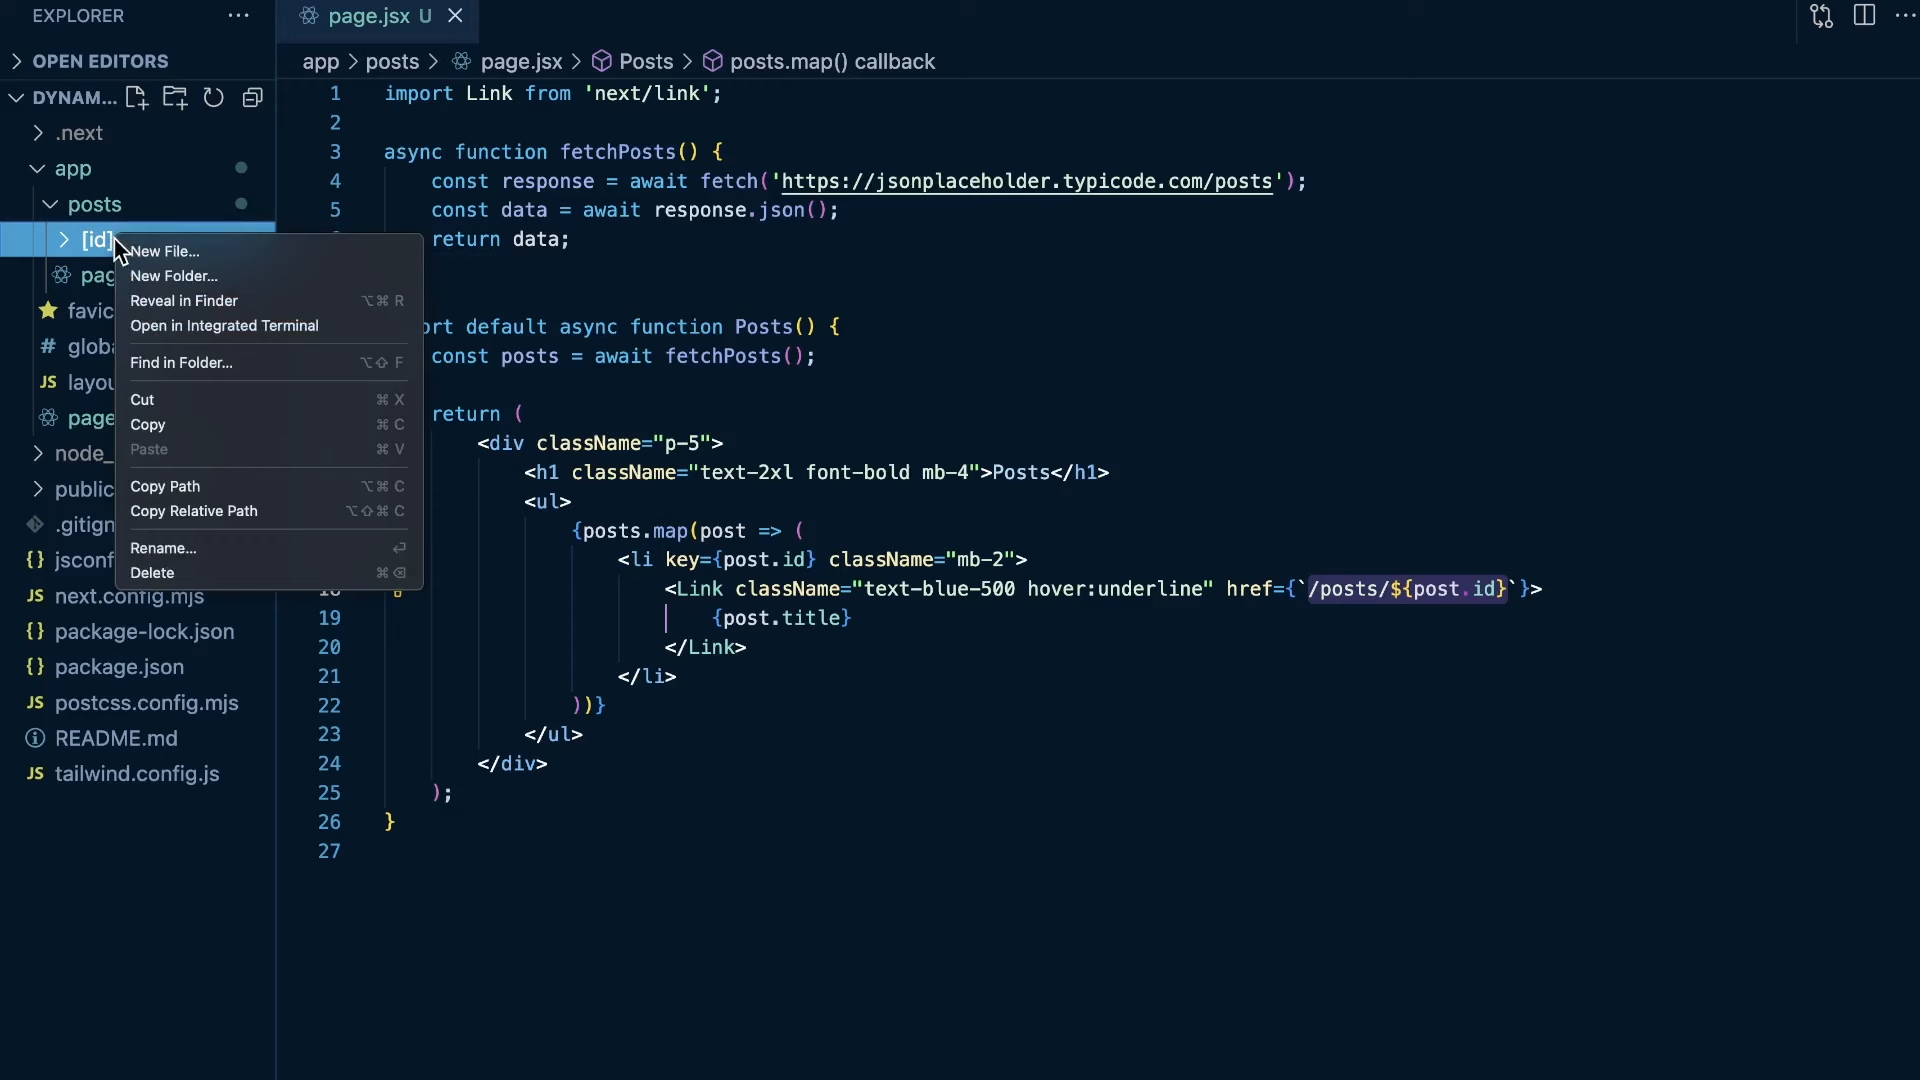 EXPLORER
page.jsx U
OPEN EDITORS
app > posts > page.jsx > Posts > posts.map() callback
DYNAM...
.next
app
posts
[id]
pag
favic
# globa
JS layou
page
node_
public
.gitign
{} jsconf
JS next.config.mjs
{} package-lock.json
{} package.json
JS postcss.config.mjs
README.md
JS tailwind.config.js
New File...
New Folder...
Reveal in Finder ⌥⌘ R
Open in Integrated Terminal
Find in Folder... ⌥⇧ F
Cut ⌘ X
Copy ⌘ C
Paste ⌘ V
Copy Path ⌥⌘ C
Copy Relative Path ⌥⇧⌘ C
Rename... ⏎
Delete ⌘⌫
1 import Link from 'next/link';
2
3 async function fetchPosts() {
4 const response = await fetch('https://jsonplaceholder.typicode.com/posts');
5 const data = await response.json();
return data;
ort default async function Posts() {
const posts = await fetchPosts();
return (
<div className="p-5">
<h1 className="text-2xl font-bold mb-4">Posts</h1>
<ul>
{posts.map(post => (
<li key={post.id} className="mb-2">
<Link className="text-blue-500 hover:underline" href={`/posts/${post.id}`}>
19 {post.title}
20 </Link>
21 </li>
22 ))}
23 </ul>
24 </div>
25 );
26 }
27